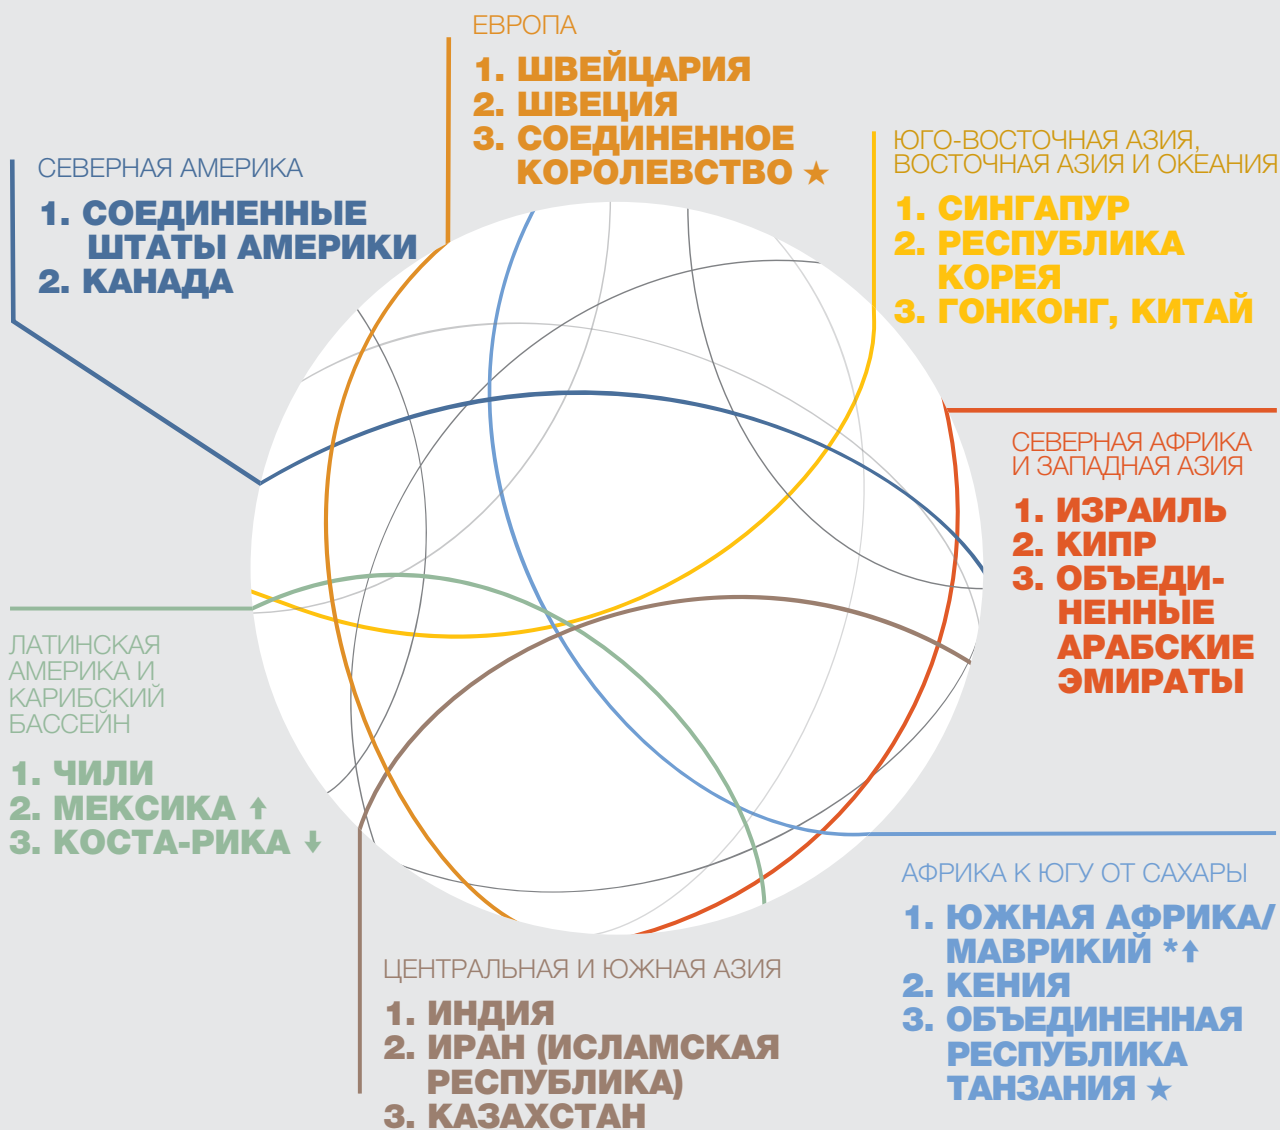 ЕВРОПА
1. ШВЕЙЦАРИЯ
2. ШВЕЦИЯ
3. СОЕДИНЕННОЕ
КОРОЛЕВСТВО ★
СЕВЕРНАЯ АМЕРИКА
1. СОЕДИНЕННЫЕ
ШТАТЫ АМЕРИКИ
2. КАНАДА
ЮГО-ВОСТОЧНАЯ АЗИЯ,
ВОСТОЧНАЯ АЗИЯ И ОКЕАНИЯ
1. СИНГАПУР
2. РЕСПУБЛИКА
КОРЕЯ
3. ГОНКОНГ, КИТАЙ
СЕВЕРНАЯ АФРИКА
И ЗАПАДНАЯ АЗИЯ
1. ИЗРАИЛЬ
2. КИПР
3. ОБЪЕДИ-
НЕННЫЕ
АРАБСКИЕ
ЭМИРАТЫ
ЛАТИНСКАЯ
АМЕРИКА И
КАРИБСКИЙ
БАССЕЙН
1. ЧИЛИ
2. МЕКСИКА ↑
3. КОСТА-РИКА ↓
АФРИКА К ЮГУ ОТ САХАРЫ
1. ЮЖНАЯ АФРИКА/
МАВРИКИЙ *↑
2. КЕНИЯ
3. ОБЪЕДИНЕННАЯ
РЕСПУБЛИКА
ТАНЗАНИЯ ★
ЦЕНТРАЛЬНАЯ И ЮЖНАЯ АЗИЯ
1. ИНДИЯ
2. ИРАН (ИСЛАМСКАЯ
РЕСПУБЛИКА)
3. КАЗАХСТАН